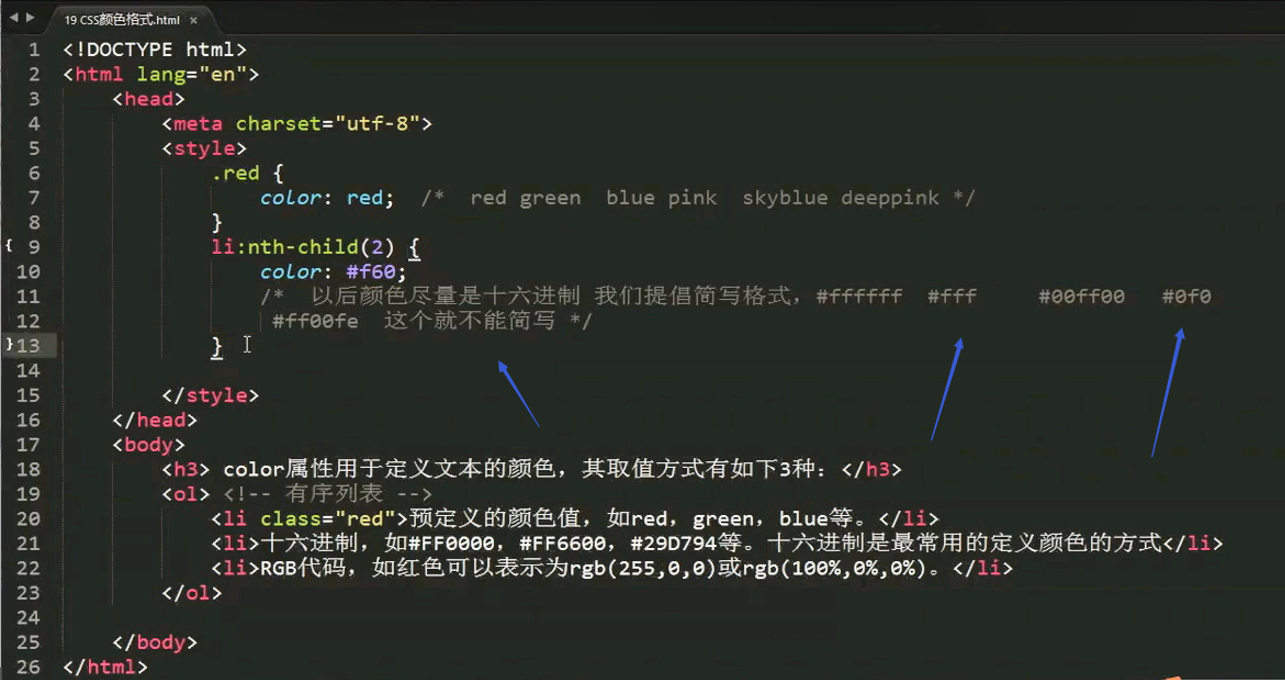 19 CSS颜色格式.html ×
1 <!DOCTYPE html>
2 <html lang="en">
3 <head>
4 <meta charset="utf-8">
5 <style>
6 .red {
7 color: red; /* red green blue pink skyblue deeppink */
8 }
{ 9 li:nth-child(2) {
10 color: #f60;
11 /* 以后颜色尽量是十六进制 我们提倡简写格式，#ffffff #fff #00ff00 #0f0
12 #ff00fe 这个就不能简写 */
} 13 }
14
15 </style>
16 </head>
17 <body>
18 <h3> color属性用于定义文本的颜色，其取值方式有如下3种：</h3>
19 <ol> <!-- 有序列表 -->
20 <li class="red">预定义的颜色值，如red，green，blue等。</li>
21 <li>十六进制，如#FF0000，#FF6600，#29D794等。十六进制是最常用的定义颜色的方式</li>
22 <li>RGB代码，如红色可以表示为rgb(255,0,0)或rgb(100%,0%,0%)。</li>
23 </ol>
24
25 </body>
26 </html>